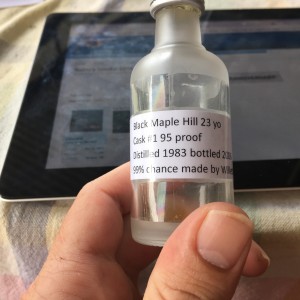 Black Maple Hill 23 yo
Cask #1 95 proof
Distilled 1983 bottled
99% chance made by